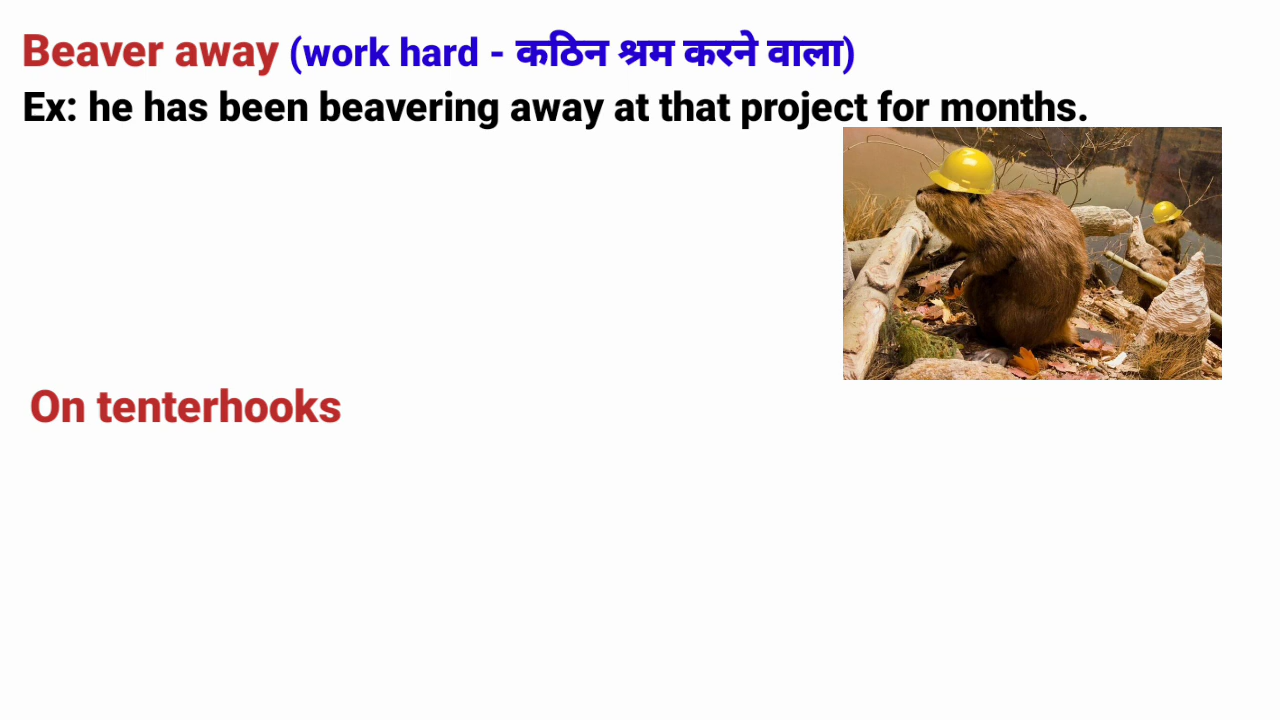 Beaver away (work hard - कठिन श्रम करने वाला)
Ex: he has been beavering away at that project for months.
On tenterhooks